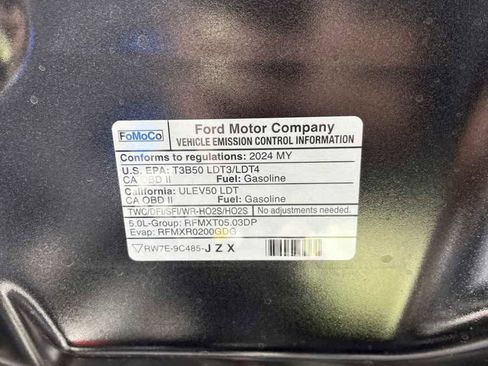 FoMoCo
Ford Motor Company
VEHICLE EMISSION CONTROL INFORMATION
Conforms to regulations: 2024 MY
U.S. EPA: T3B50 LDT3/LDT4
CA OBD II Fuel: Gasoline
California: ULEV50 LDT
CA OBD II Fuel: Gasoline
TWC/DFI/SFI/WR-HO2S/HO2S No adjustments needed.
5.0L-Group: RFMXT05.03DP
Evap: RFMXR0200GDG
RW7E-9C485-JZX